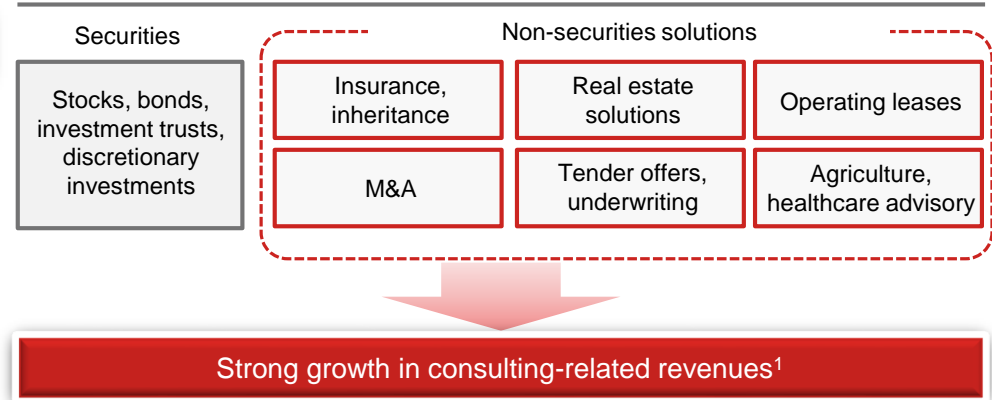 Securities
Non-securities solutions
Stocks, bonds,
investment trusts,
discretionary
investments
Insurance,
inheritance
Real estate
solutions
Operating leases
M&A
Tender offers,
underwriting
Agriculture,
healthcare advisory
Strong growth in consulting-related revenues¹